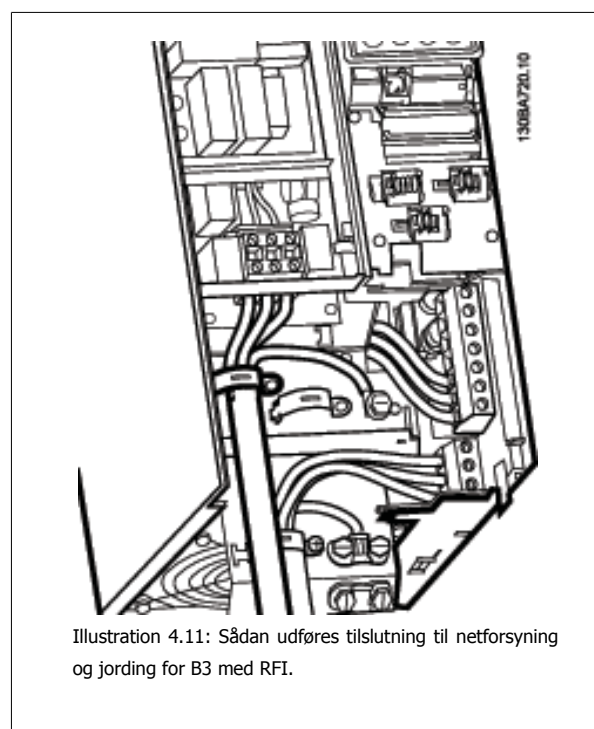 130BA720.10
Illustration 4.11: Sådan udføres tilslutning til netforsyning
og jording for B3 med RFI.